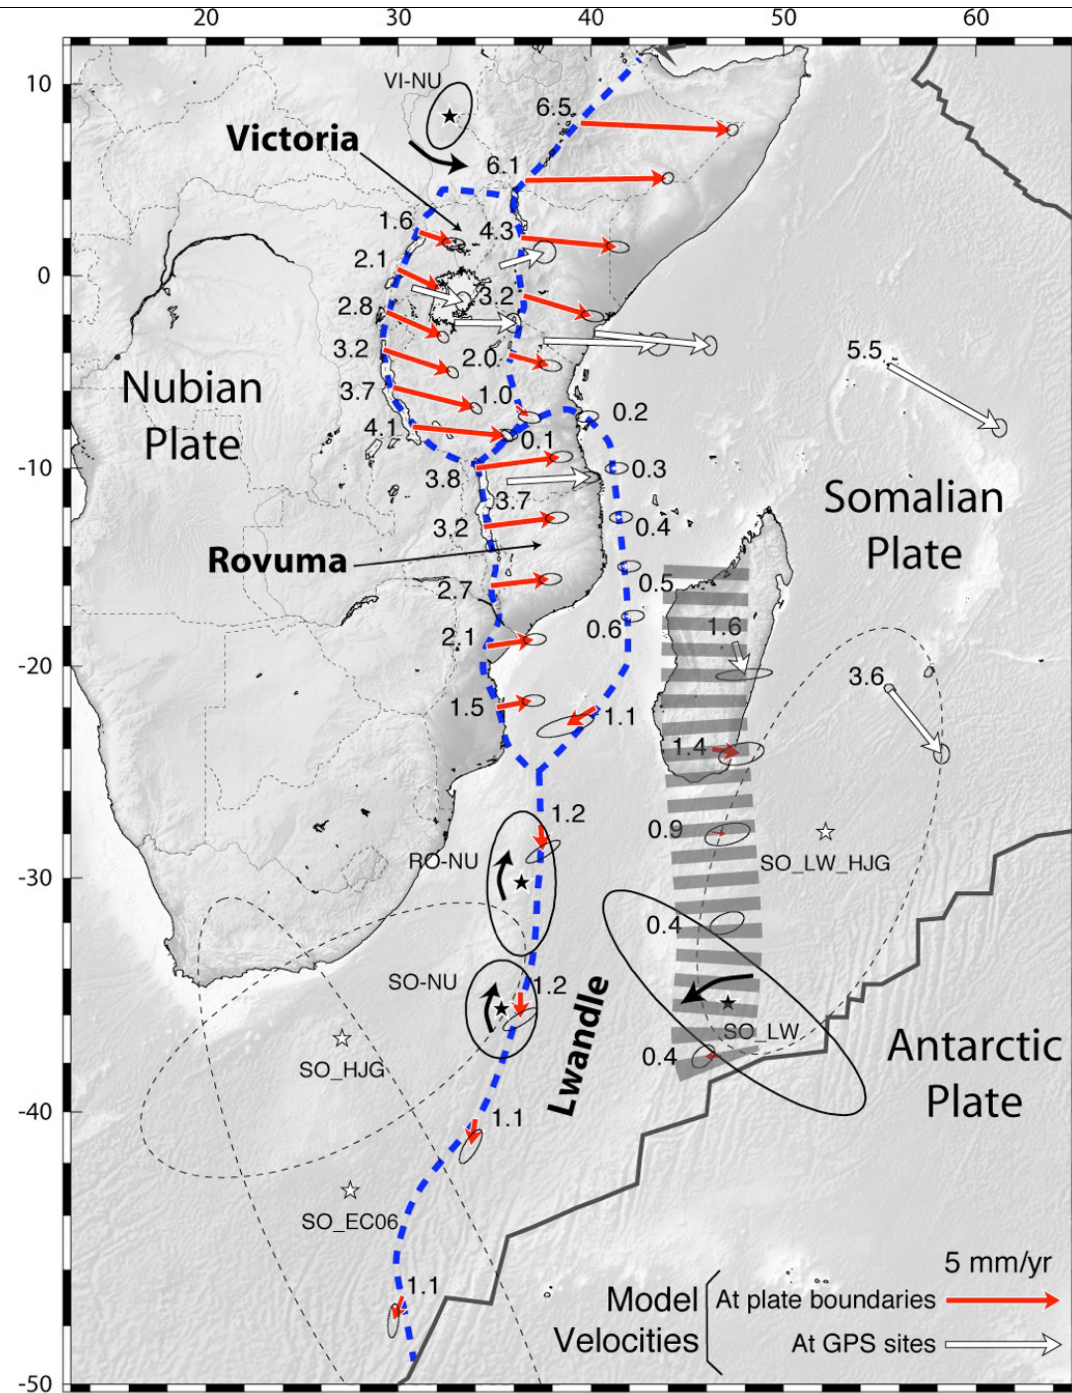 20 30 40 50 60
10
VI-NU
6.5
Victoria
6.1
1.6
4.3
0
2.1
3.2
2.8
3.2
2.0
5.5
Nubian
Plate
3.7
1.0
0.2
4.1
0.1
-10
3.8
0.3
3.7
Somalian
Plate
3.2
0.4
Rovuma
2.7
0.5
2.1
0.6
1.6
-20
3.6
1.5
1.1
1.4
1.2
0.9
RO-NU
SO_LW_HJG
-30
0.4
SO-NU
1.2
Lwandle
SO_LW
SO_HJG
0.4
Antarctic
Plate
-40
1.1
SO_EC06
1.1
5 mm/yr
Model
Velocities
At plate boundaries
At GPS sites
-50